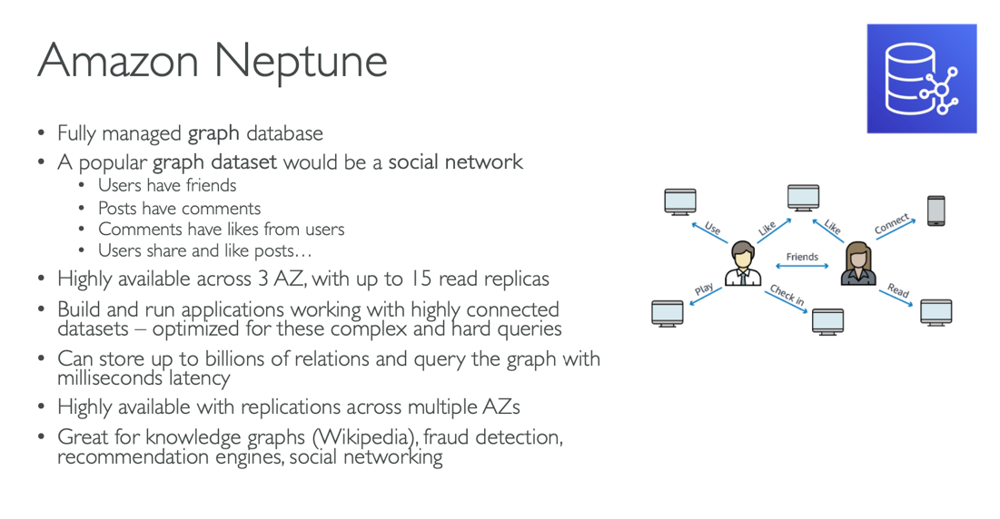 Amazon Neptune
• Fully managed graph database
• A popular graph dataset would be a social network
• Users have friends
• Posts have comments
• Comments have likes from users
• Users share and like posts…
• Highly available across 3 AZ, with up to 15 read replicas
• Build and run applications working with highly connected
datasets – optimized for these complex and hard queries
• Can store up to billions of relations and query the graph with
milliseconds latency
• Highly available with replications across multiple AZs
• Great for knowledge graphs (Wikipedia), fraud detection,
recommendation engines, social networking
Use
Like
Like
Connect
Friends
Play
Check in
Read